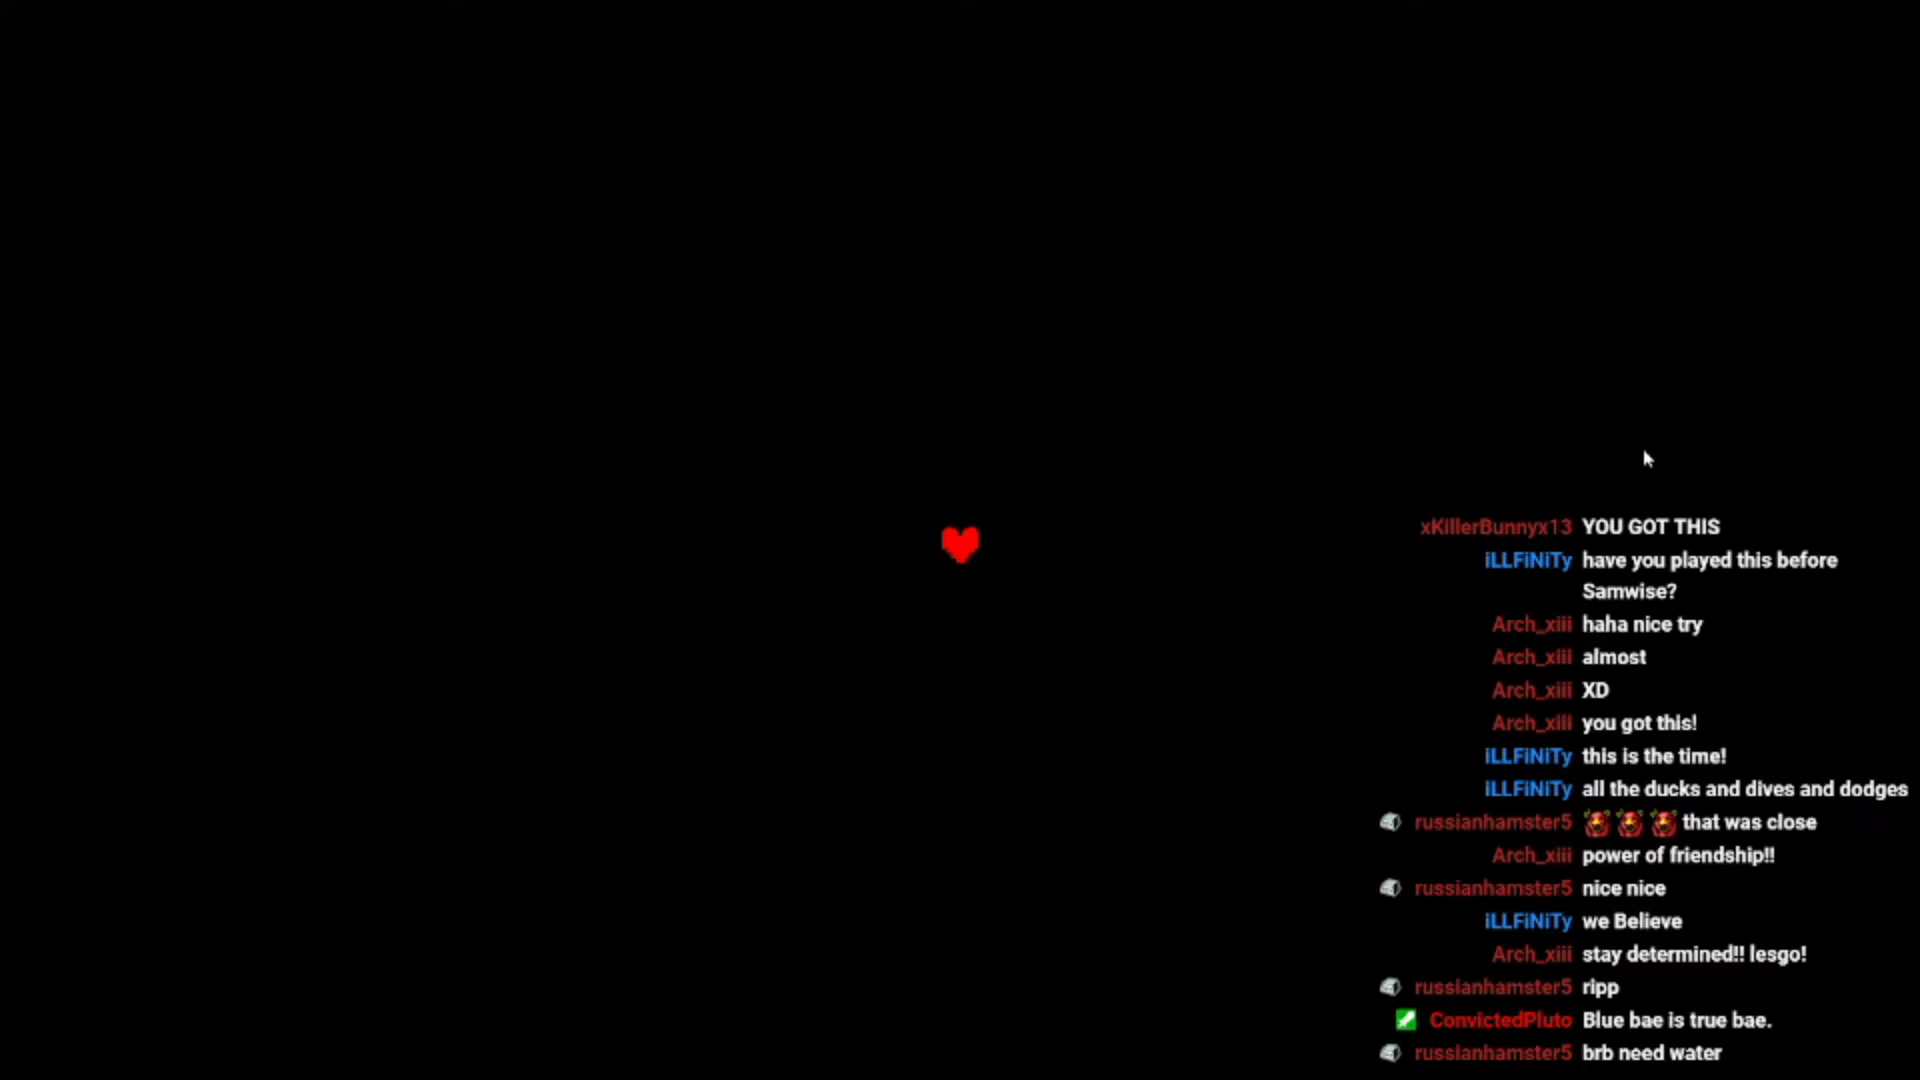 xKillerBunnyx13 YOU GOT THIS
iLLFiNiTy have you played this before
Samwise?
Arch_xiii haha nice try
Arch_xiii almost
Arch_xiii XD
Arch_xiii you got this!
iLLFiNiTy this is the time!
iLLFiNiTy all the ducks and dives and dodges
russianhamster5 that was close
Arch_xiii power of friendship!!
russianhamster5 nice nice
iLLFiNiTy we Believe
Arch_xiii stay determined!! lesgo!
russianhamster5 ripp
ConvictedPluto Blue bae is true bae.
russianhamster5 brb need water